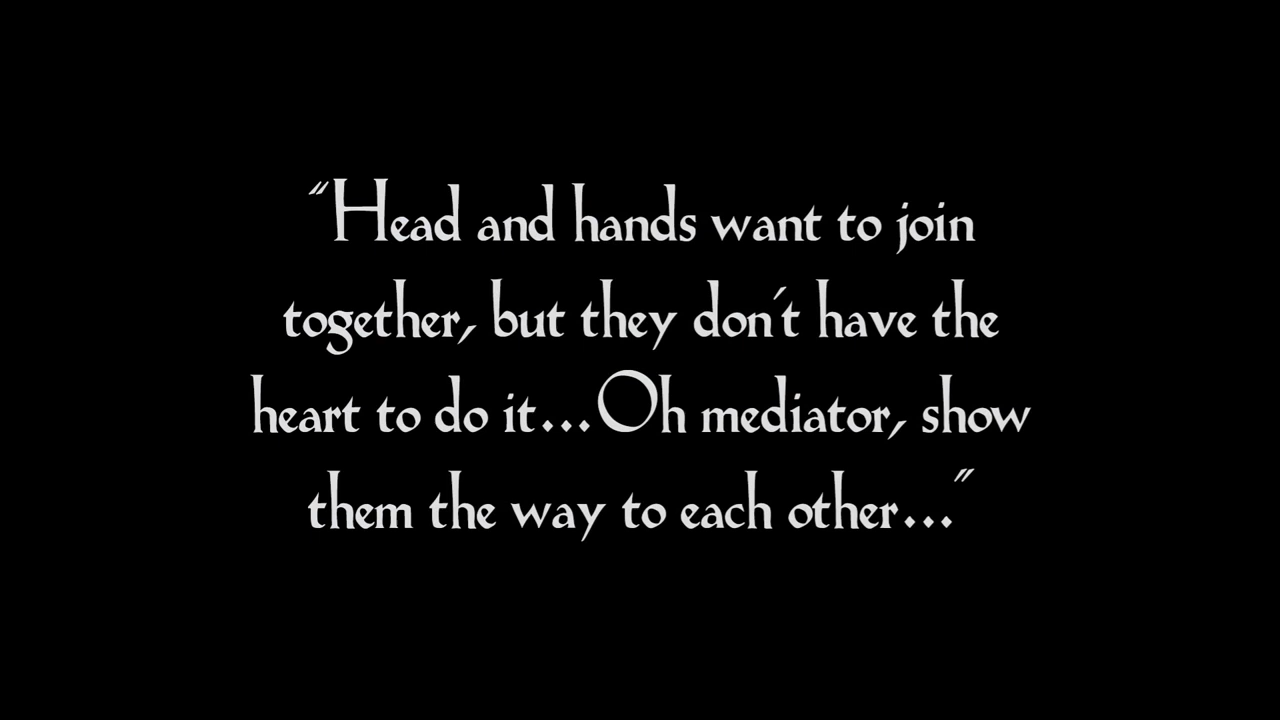 "Head and hands want to join
together, but they don't have the
heart to do it...Oh mediator, show
them the way to each other..."